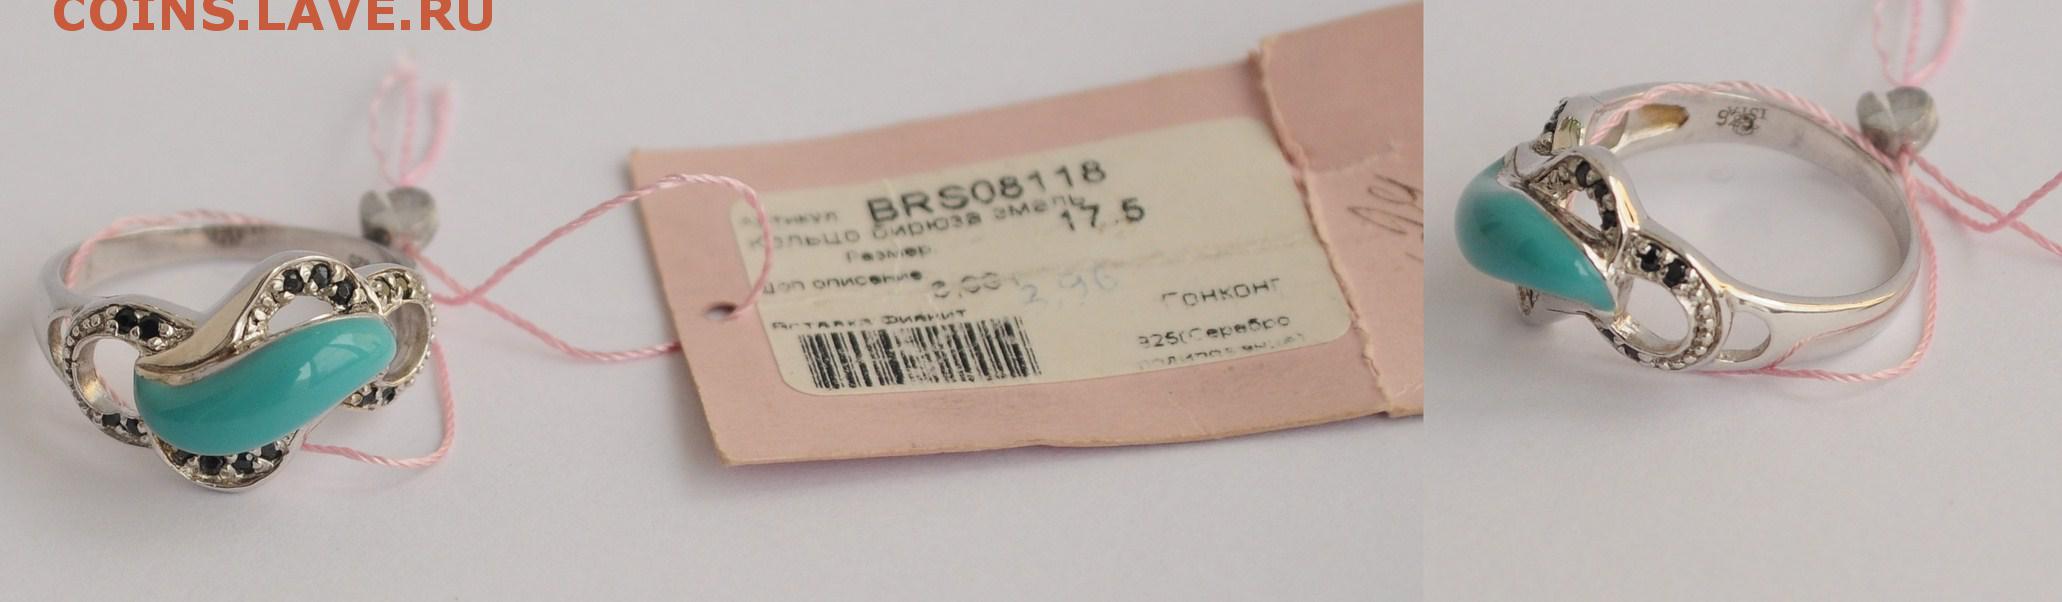 COINS.LAVE.RU
Артикул BRS08118
Кольцо бирюза эмаль
Размер: 17.5
Доп описание
2,96
Вставка Фианит
Гонконг
925(Серебро
925